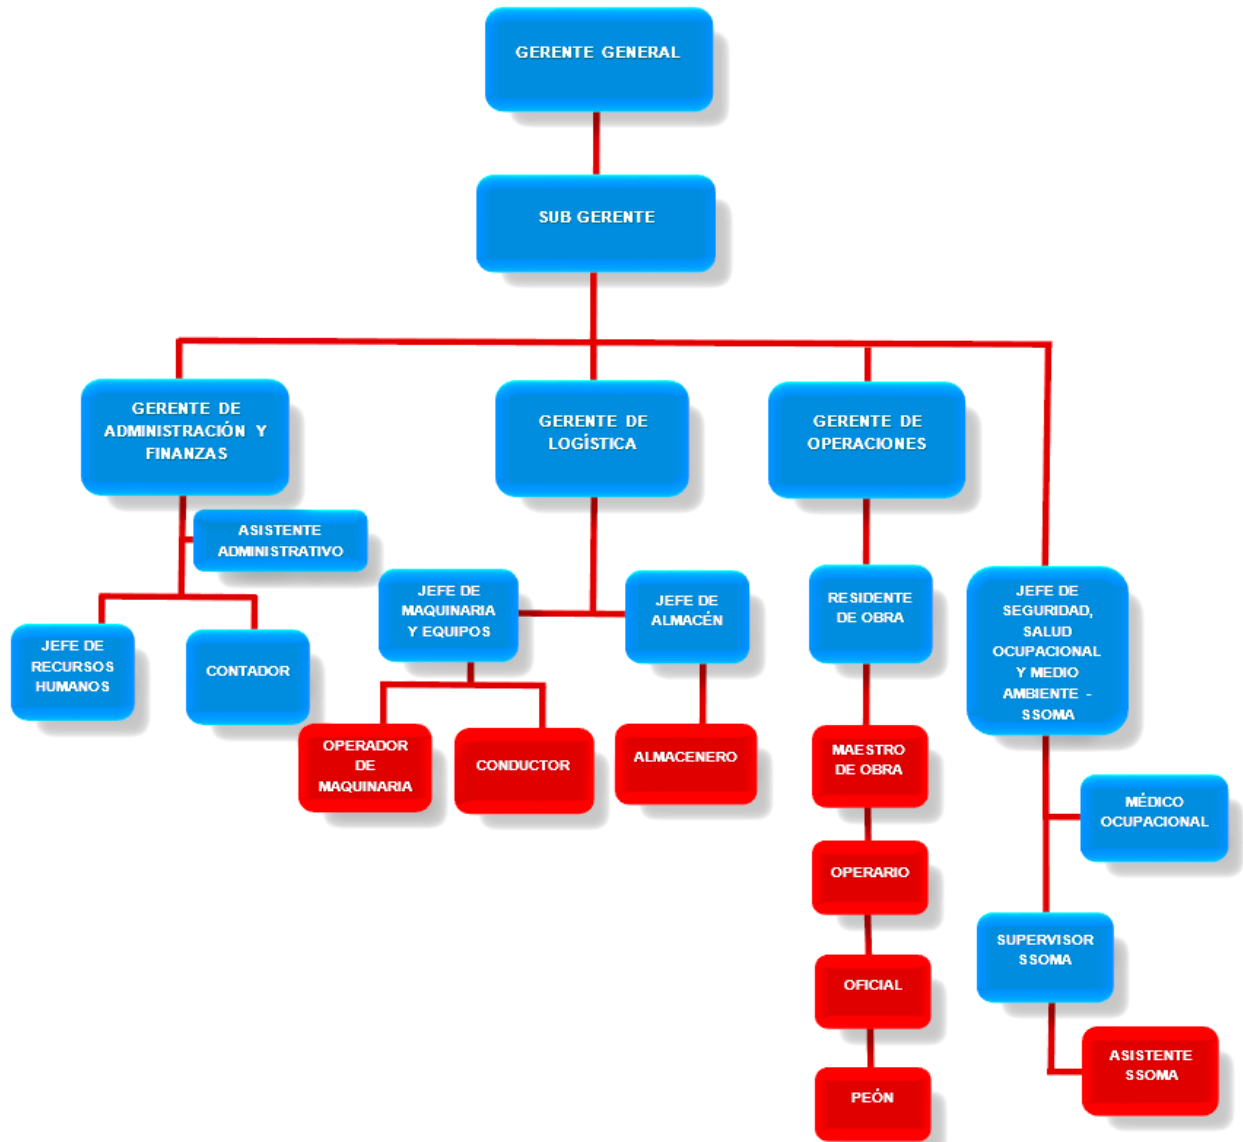 GERENTE GENERAL
SUB GERENTE
GERENTE DE
ADMINISTRACIÓN Y
FINANZAS
GERENTE DE
LOGÍSTICA
GERENTE DE
OPERACIONES
ASISTENTE
ADMINISTRATIVO
JEFE DE
MAQUINARIA
Y EQUIPOS
JEFE DE
ALMACÉN
RESIDENTE
DE OBRA
JEFE DE
SEGURIDAD,
SALUD
OCUPACIONAL
Y MEDIO
AMBIENTE -
SSOMA
JEFE DE
RECURSOS
HUMANOS
CONTADOR
OPERADOR
DE
MAQUINARIA
CONDUCTOR
ALMACENERO
MAESTRO
DE OBRA
MÉDICO
OCUPACIONAL
OPERARIO
SUPERVISOR
SSOMA
OFICIAL
ASISTENTE
SSOMA
PEÓN